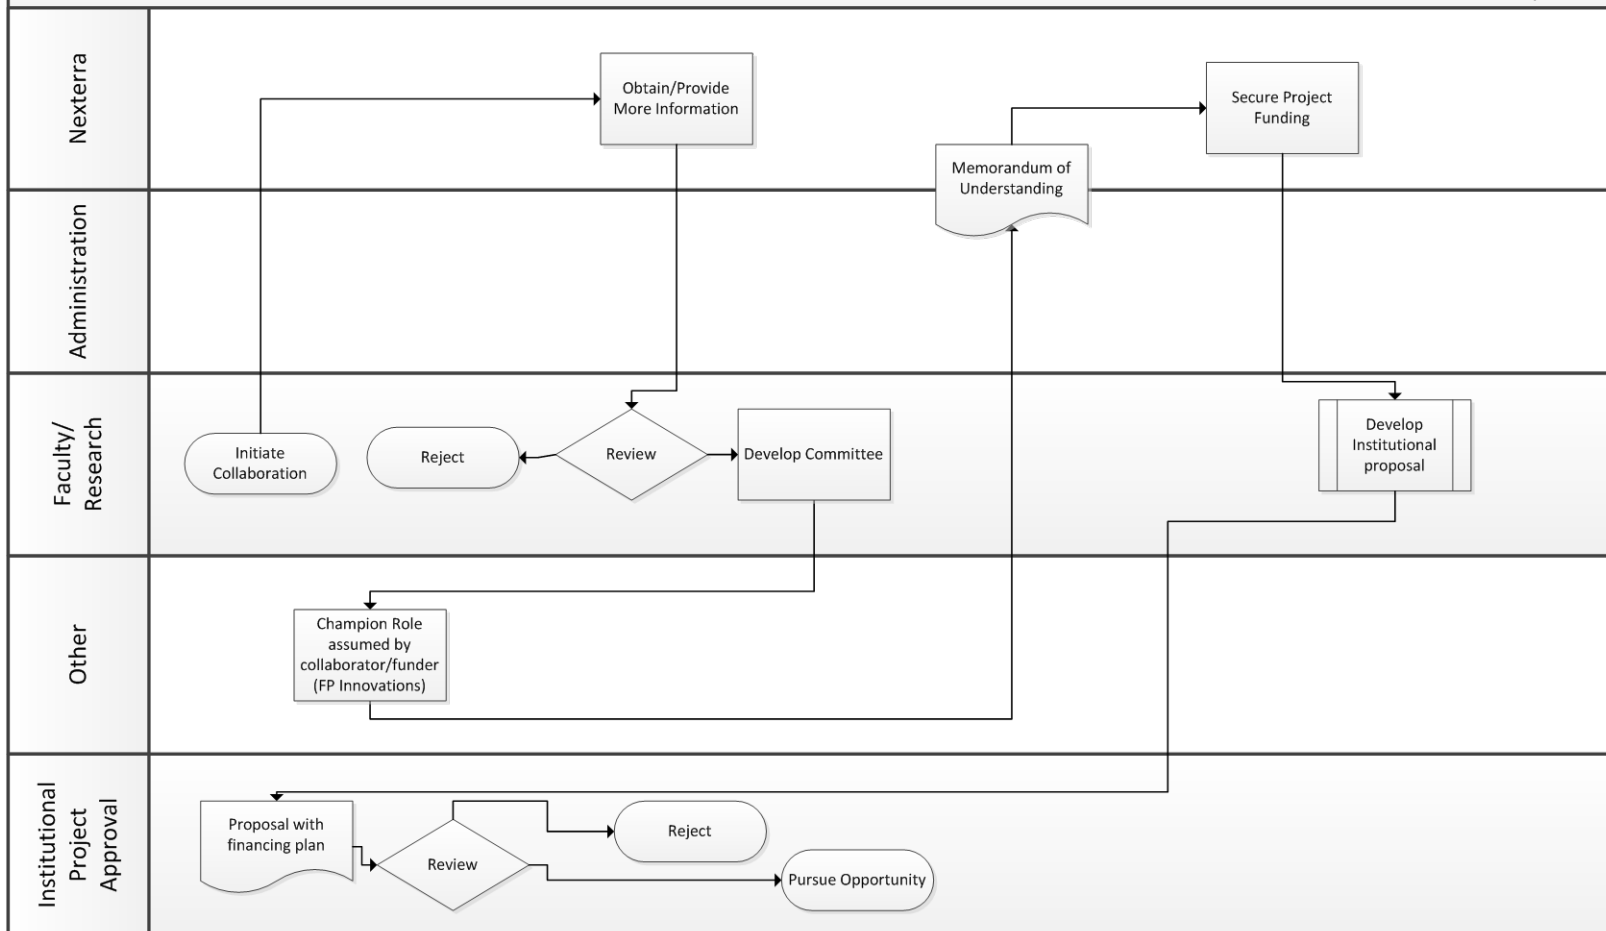 Nexterra
Obtain/Provide
More Information
Secure Project
Funding
Memorandum of
Understanding
Administration
Faculty/
Research
Initiate
Collaboration
Reject
Review
Develop Committee
Develop
Institutional
proposal
Other
Champion Role
assumed by
collaborator/funder
(FP Innovations)
Institutional
Project
Approval
Proposal with
financing plan
Review
Reject
Pursue Opportunity